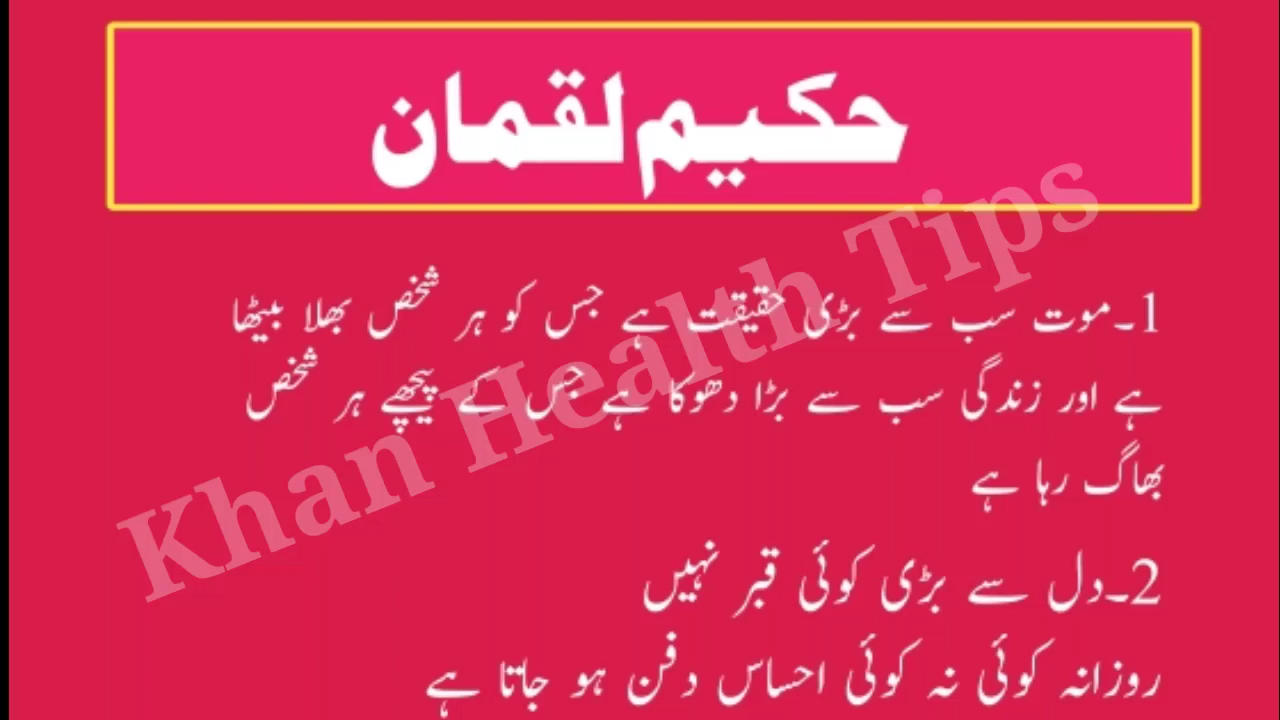 حکیم لقمان
1۔موت سب سے بڑی حقیقت ہے جس کو ہر شخص بھلا بیٹھا
ہے اور زندگی سب سے بڑا دھوکا ہے جس کے پیچھے ہر شخص
بھاگ رہا ہے
2۔دل سے بڑی کوئی قبر نہیں
روزانہ کوئی نہ کوئی احساس دفن ہو جاتا ہے
Khan Health Tips